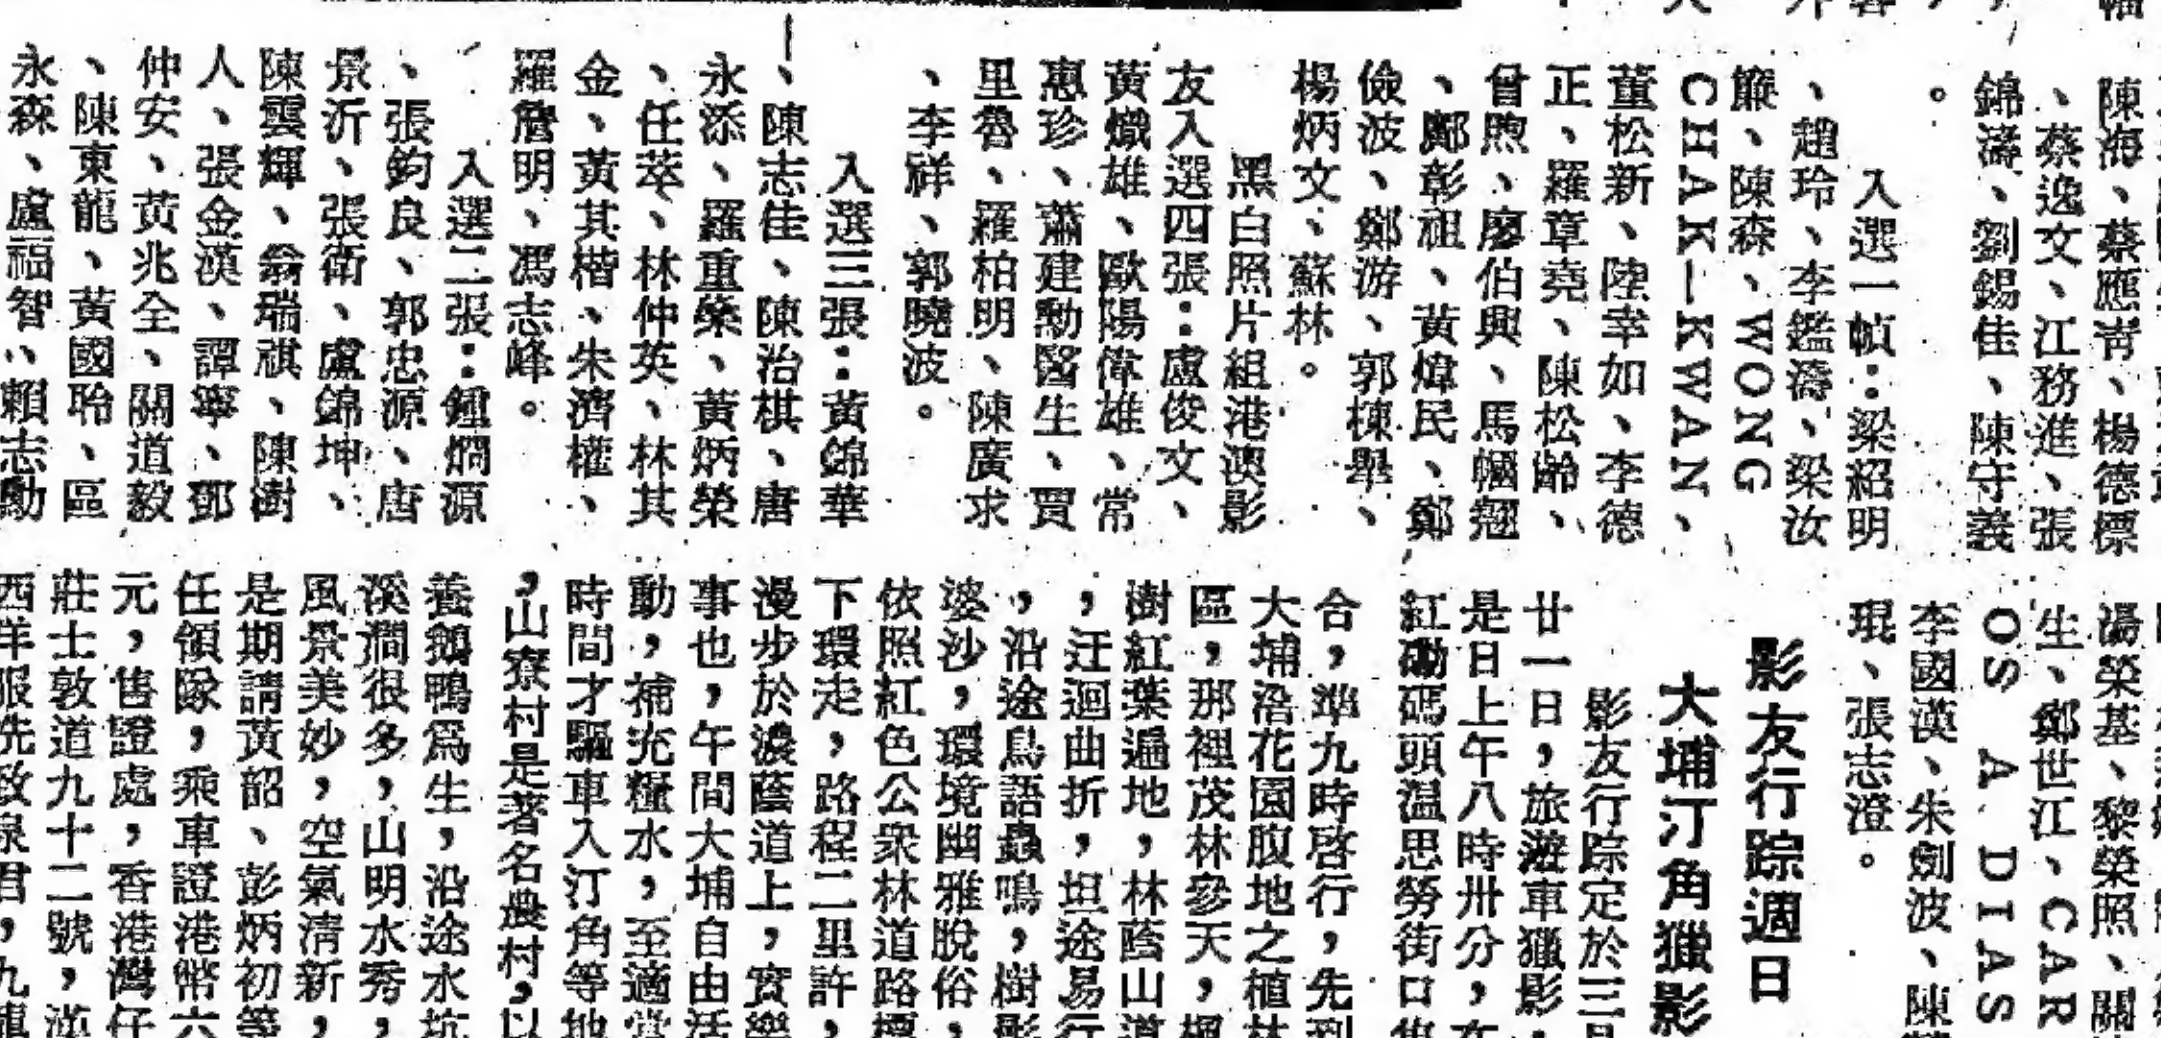 陳海、蔡應靑、楊德標
、蔡逸文、江務進、張
錦濤、劉錫佳、陳守義
。
入選一幀：梁紹明
、趙玲、李鑑濤、梁汝
簾、陳森、WONG
CHAK—KWAN、
董松新、陸幸如、李德
正、羅章堯、陳松齡、
曾煦、廖伯興、馬幗翹
、鄺彰祖、黃煒民、鄭
儉波、鄭游、郭棟舉、
楊炳文、蘇林。
黑白照片組港澳影
友入選四張：盧俊文、
黃熾雄、歐陽偉雄、常
惠珍、蕭建勳醫生、賈
里魯、羅柏明、陳廣求
、李祥、郭曉波。
入選三張：黃錦華
、陳志佳、陳治棋、唐
永添、羅重榮、黃炳榮
、任萃、林仲英、林其
金、黃其楷、朱濟權、
羅詹明、馮志峰。
入選二張：鍾燗源
、張鈞良、郭忠源、唐
景沂、張衛、盧錦坤、
陳雲輝、翁瑞祺、陳樹
人、張金漢、譚寧、鄧
仲安、黃兆全、關道毅
、陳東龍、黃國聆、區
永森、盧福智、賴志勳
湯榮基、黎榮照、關
生、鄭世江、CAR
OS A.DIAS
李國漢、朱劍波、陳
琨、張志澄。
影友行踪週日
大埔汀角獵影
影友行踪定於三月
廿一日，旅遊車獵影，
是日上午八時卅分，在
紅磡碼頭温思勞街口集
合，準九時啓行，先到
大埔滘花園腹地之植林
區，那裡茂林參天，楓
樹紅葉遍地，林蔭山道
，迂迴曲折，坦途易行
，沿途鳥語蟲鳴，樹影
婆沙，環境幽雅脫俗，
依照紅色公衆林道路標
下環走，路程二里許，
漫步於濃蔭道上，實樂
事也，午間大埔自由活
動，補充糧水，至適當
時間才驅車入汀角等地
，山寮村是著名農村，以
養鵝鴨爲生，沿途水坑
溪澗很多，山明水秀，
風景美妙，空氣清新，
是期請黃韶、彭炳初等
任領隊，乘車證港幣六
元，售證處，香港灣仔
莊士敦道九十二號，漢
西洋服先敎泉君，九龍